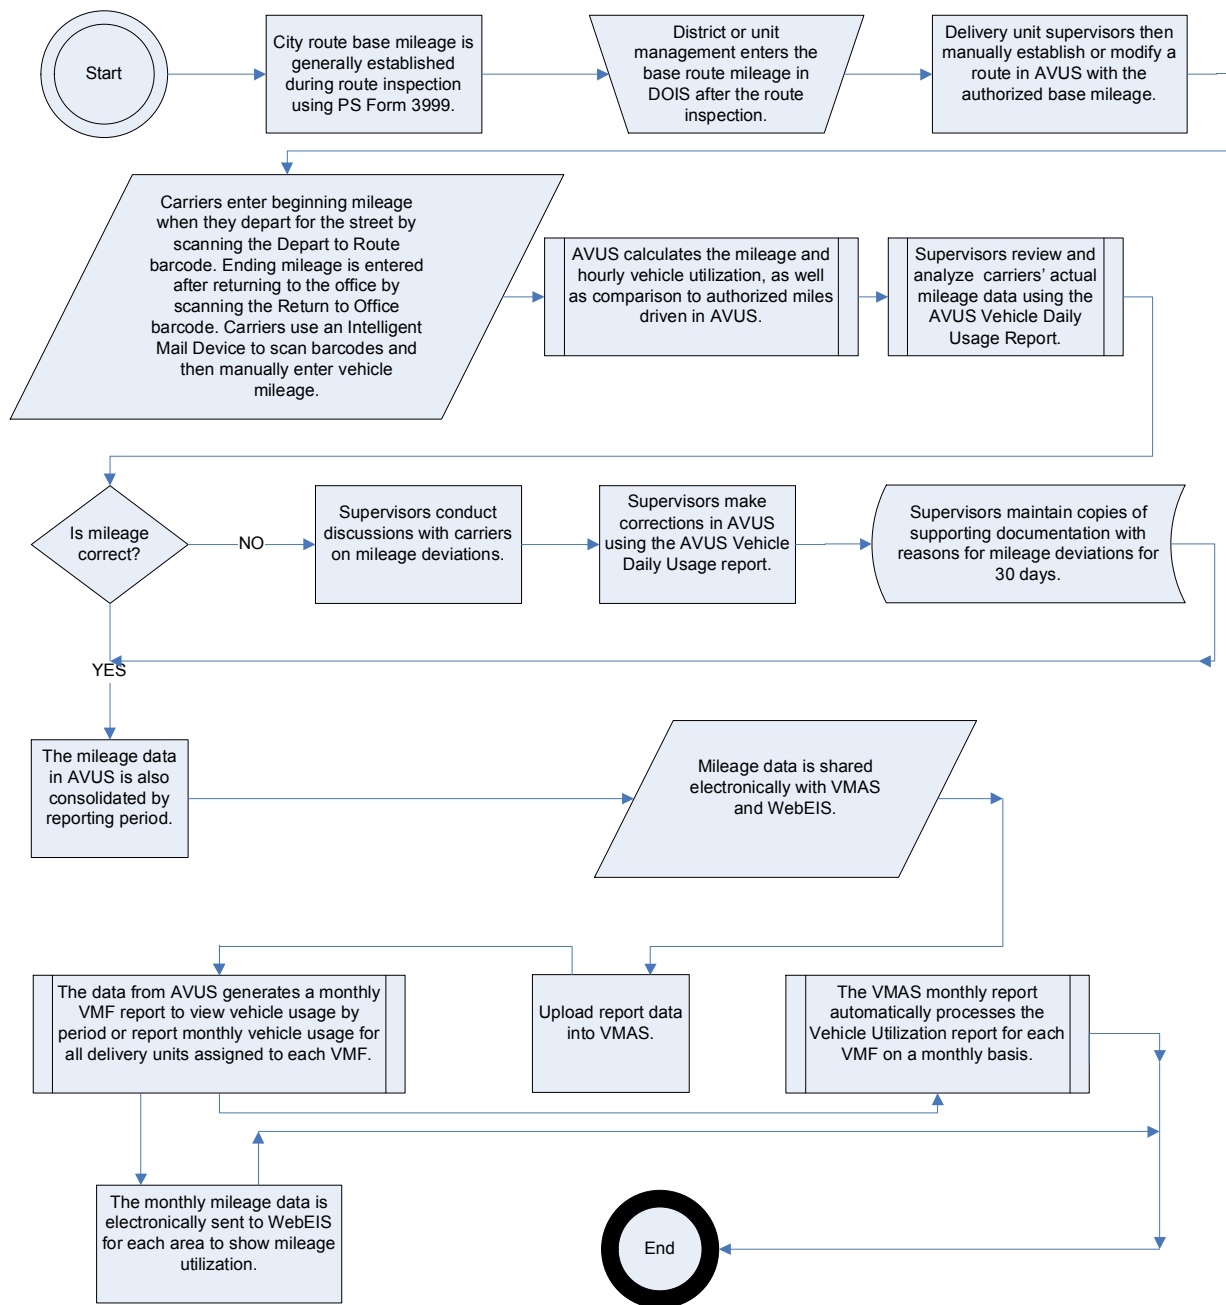 Start
City route base mileage is
generally established
during route inspection
using PS Form 3999.
District or unit
management enters the
base route mileage in
DOIS after the route
inspection.
Delivery unit supervisors then
manually establish or modify a
route in AVUS with the
authorized base mileage.
Carriers enter beginning mileage
when they depart for the street by
scanning the Depart to Route
barcode. Ending mileage is entered
after returning to the office by
scanning the Return to Office
barcode. Carriers use an Intelligent
Mail Device to scan barcodes and
then manually enter vehicle
mileage.
AVUS calculates the mileage and
hourly vehicle utilization, as well
as comparison to authorized miles
driven in AVUS.
Supervisors review and
analyze carriers’ actual
mileage data using the
AVUS Vehicle Daily
Usage Report.
Is mileage
correct?
NO
Supervisors conduct
discussions with carriers
on mileage deviations.
Supervisors make
corrections in AVUS
using the AVUS Vehicle
Daily Usage report.
Supervisors maintain copies of
supporting documentation with
reasons for mileage deviations for
30 days.
YES
The mileage data
in AVUS is also
consolidated by
reporting period.
Mileage data is shared
electronically with VMAS
and WebEIS.
The data from AVUS generates a monthly
VMF report to view vehicle usage by
period or report monthly vehicle usage for
all delivery units assigned to each VMF.
Upload report data
into VMAS.
The VMAS monthly report
automatically processes the
Vehicle Utilization report for each
VMF on a monthly basis.
The monthly mileage data is
electronically sent to WebEIS
for each area to show mileage
utilization.
End